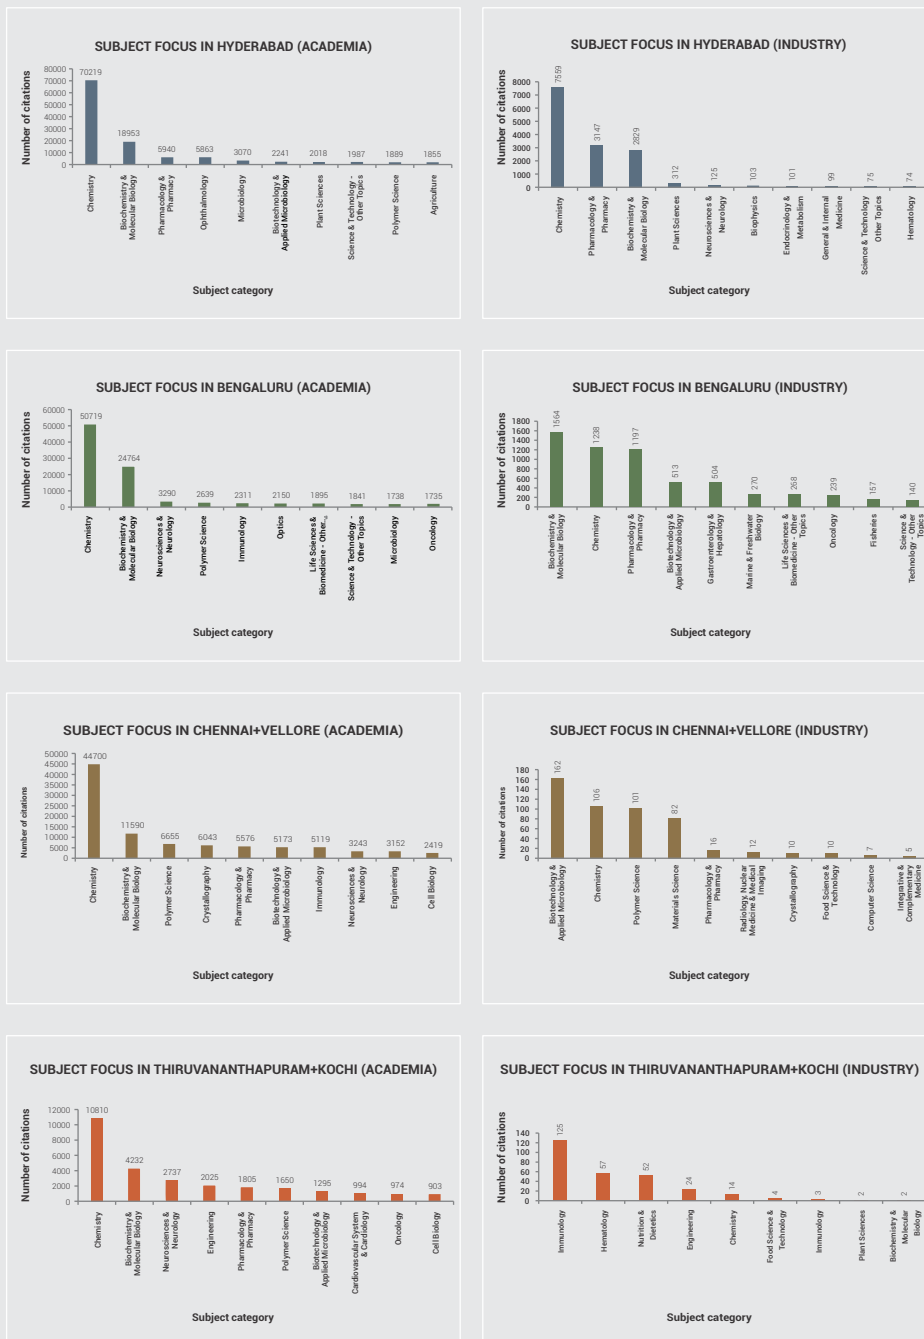 SUBJECT FOCUS IN HYDERABAD (ACADEMIA)
Number of citations
80000
70000
60000
50000
40000
30000
20000
10000
0
70219
18953
5940
5863
3070
2241
2018
1987
1889
1855
Chemistry
Biochemistry &
Molecular Biology
Pharmacology &
Pharmacy
Ophthalmology
Microbiology
Biotechnology &
Applied Microbiology
Plant Sciences
Science & Technology -
Other Topics
Polymer Science
Agriculture
Subject category
SUBJECT FOCUS IN HYDERABAD (INDUSTRY)
Number of citations
8000
7000
6000
5000
4000
3000
2000
1000
0
7559
3147
2829
312
125
103
101
99
75
74
Chemistry
Pharmacology &
Pharmacy
Biochemistry &
Molecular Biology
Plant Sciences
Neurosciences &
Neurology
Biophysics
Endocrinology &
Metabolism
General & Internal
Medicine
Science & Technology
Other Topics
Hematology
Subject category
SUBJECT FOCUS IN BENGALURU (ACADEMIA)
Number of citations
60000
50000
40000
30000
20000
10000
0
50719
24764
3290
2639
2311
2150
1895
1841
1738
1735
Chemistry
Biochemistry &
Molecular Biology
Neurosciences &
Neurology
Polymer Science
Immunology
Optics
Life Sciences &
Biomedicine - Other...
Science & Technology -
Other Topics
Microbiology
Oncology
Subject category
SUBJECT FOCUS IN BENGALURU (INDUSTRY)
Number of citations
1800
1600
1400
1200
1000
800
600
400
200
0
1564
1238
1197
513
504
270
268
239
157
140
Biochemistry &
Molecular Biology
Chemistry
Pharmacology &
Pharmacy
Biotechnology &
Applied Microbiology
Gastroenterology &
Hepatology
Marine & Freshwater
Biology
Life Sciences &
Biomedicine - Other
Topics
Oncology
Fisheries
Science &
Technology - Other
Topics
Subject category
SUBJECT FOCUS IN CHENNAI+VELLORE (ACADEMIA)
Number of citations
50000
45000
40000
35000
30000
25000
20000
15000
10000
5000
0
44700
11590
6655
6043
5576
5173
5119
3243
3152
2419
Chemistry
Biochemistry &
Molecular Biology
Polymer Science
Crystallography
Pharmacology &
Pharmacy
Biotechnology &
Applied Microbiology
Immunology
Neurosciences &
Neurology
Engineering
Cell Biology
Subject category
SUBJECT FOCUS IN CHENNAI+VELLORE (INDUSTRY)
Number of citations
180
160
140
120
100
80
60
40
20
0
162
106
101
82
16
12
10
10
7
5
Biotechnology &
Applied Microbiology
Chemistry
Polymer Science
Materials Science
Pharmacology &
Pharmacy
Radiology, Nuclear
Medicine & Medical
Imaging
Crystallography
Food Science &
Technology
Computer Science
Integrative &
Complementary
Medicine
Subject category
SUBJECT FOCUS IN THIRUVANANTHAPURAM+KOCHI (ACADEMIA)
Number of citations
12000
10000
8000
6000
4000
2000
0
10810
4232
2737
2025
1805
1650
1295
994
974
903
Chemistry
Biochemistry &
Molecular Biology
Neurosciences &
Neurology
Engineering
Pharmacology &
Pharmacy
Polymer Science
Biotechnology &
Applied Microbiology
Cardiovascular System
& Cardiology
Oncology
Cell Biology
Subject category
SUBJECT FOCUS IN THIRUVANANTHAPURAM+KOCHI (INDUSTRY)
Number of citations
140
120
100
80
60
40
20
0
125
57
52
24
14
4
3
2
2
Immunology
Hematology
Nutrition &
Dietetics
Engineering
Chemistry
Food Science &
Technology
Immunology
Plant Sciences
Biochemistry &
Molecular
Biology
Subject category